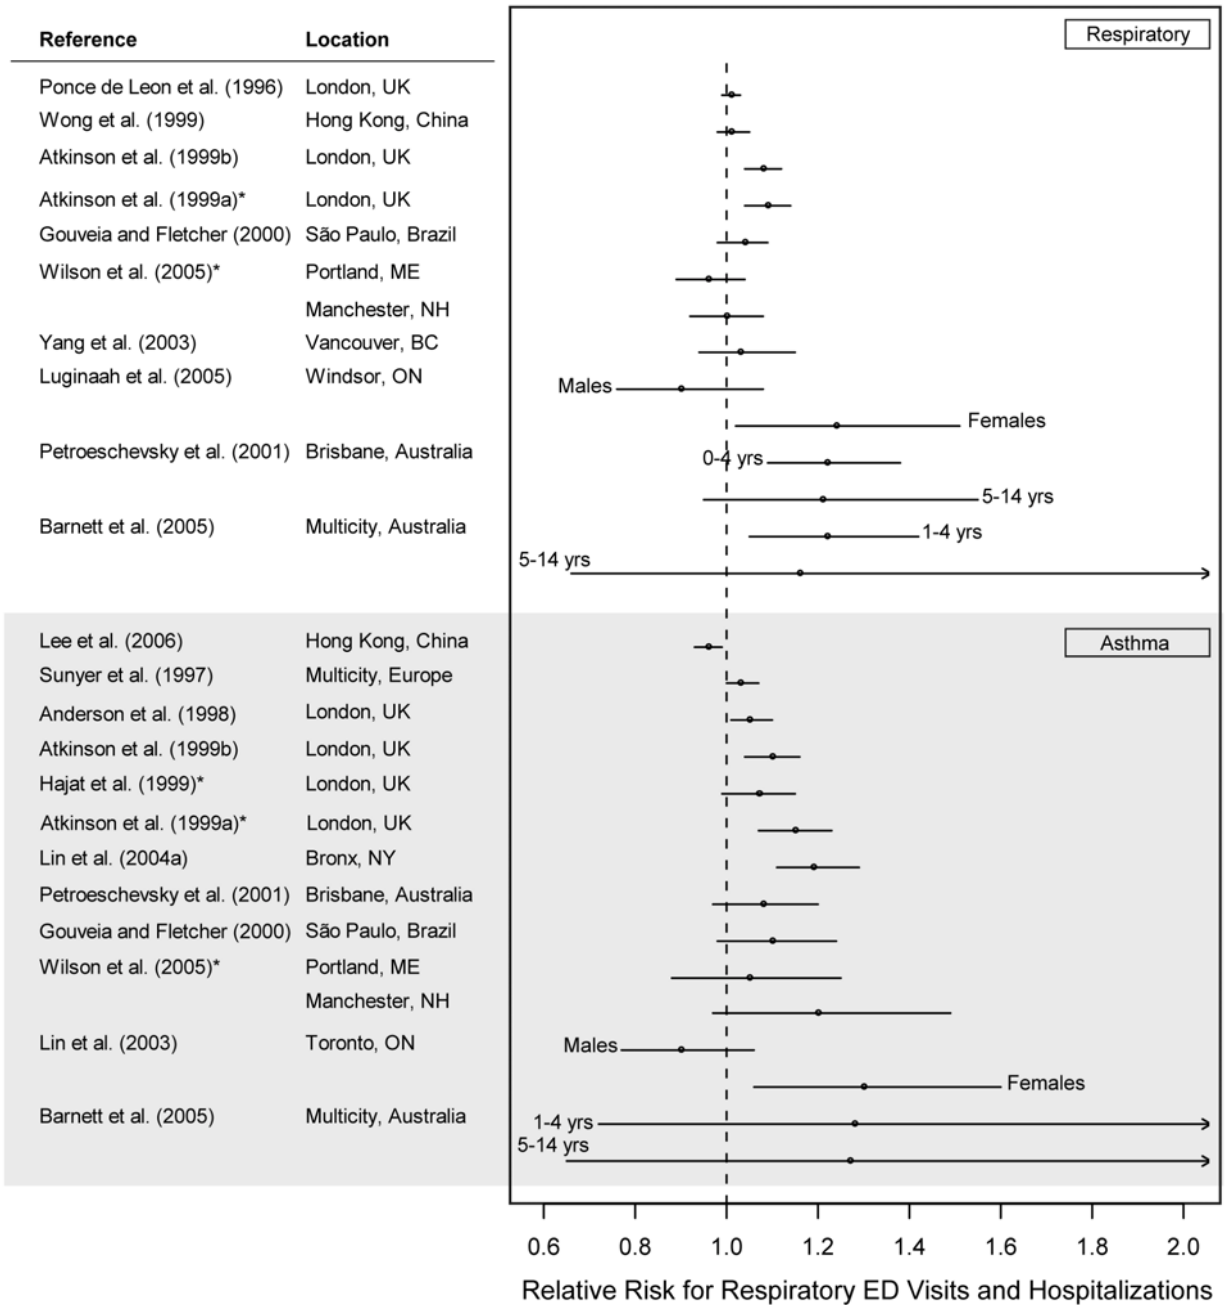 Reference Location
Respiratory
Ponce de Leon et al. (1996) London, UK
Wong et al. (1999) Hong Kong, China
Atkinson et al. (1999b) London, UK
Atkinson et al. (1999a)* London, UK
Gouveia and Fletcher (2000) São Paulo, Brazil
Wilson et al. (2005)* Portland, ME
Manchester, NH
Yang et al. (2003) Vancouver, BC
Luginaah et al. (2005) Windsor, ON Males
Females
Petroeschevsky et al. (2001) Brisbane, Australia 0-4 yrs
5-14 yrs
Barnett et al. (2005) Multicity, Australia 1-4 yrs
5-14 yrs
Lee et al. (2006) Hong Kong, China Asthma
Sunyer et al. (1997) Multicity, Europe
Anderson et al. (1998) London, UK
Atkinson et al. (1999b) London, UK
Hajat et al. (1999)* London, UK
Atkinson et al. (1999a)* London, UK
Lin et al. (2004a) Bronx, NY
Petroeschevsky et al. (2001) Brisbane, Australia
Gouveia and Fletcher (2000) São Paulo, Brazil
Wilson et al. (2005)* Portland, ME
Manchester, NH
Lin et al. (2003) Toronto, ON Males
Females
Barnett et al. (2005) Multicity, Australia 1-4 yrs
5-14 yrs
0.6 0.8 1.0 1.2 1.4 1.6 1.8 2.0
Relative Risk for Respiratory ED Visits and Hospitalizations